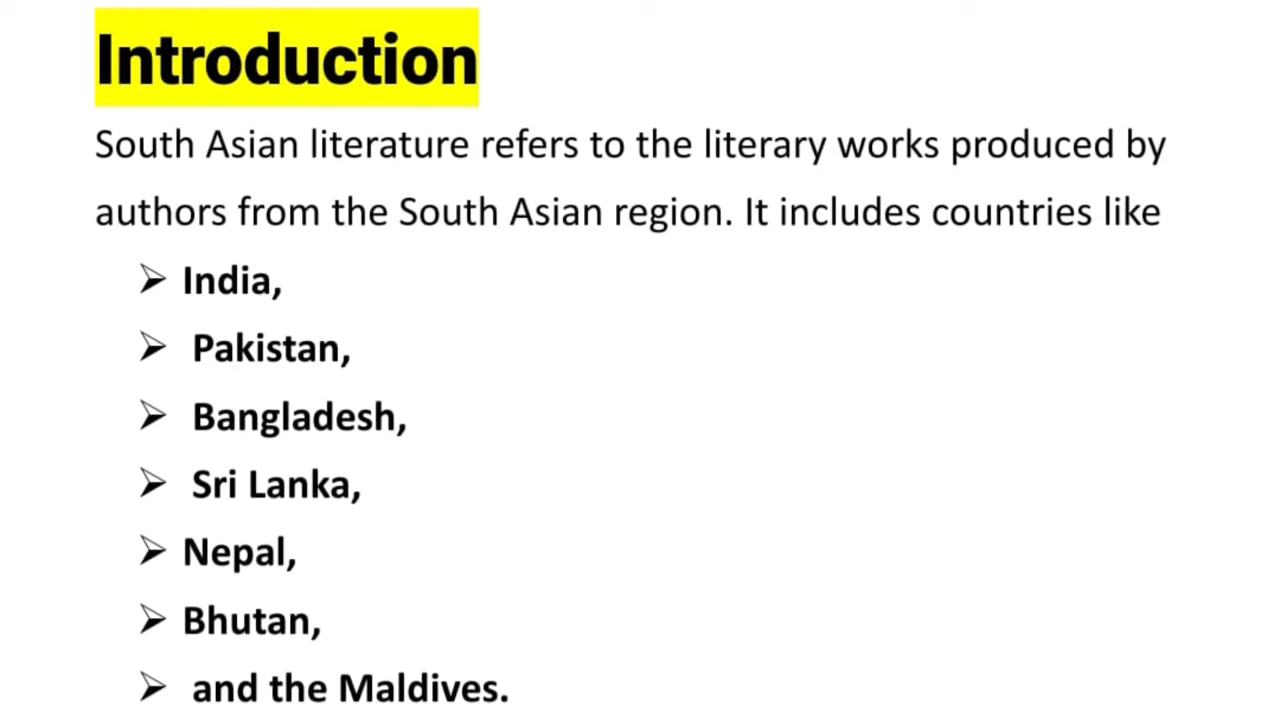 Introduction
South Asian literature refers to the literary works produced by
authors from the South Asian region. It includes countries like
➢ India,
➢ Pakistan,
➢ Bangladesh,
➢ Sri Lanka,
➢ Nepal,
➢ Bhutan,
➢ and the Maldives.